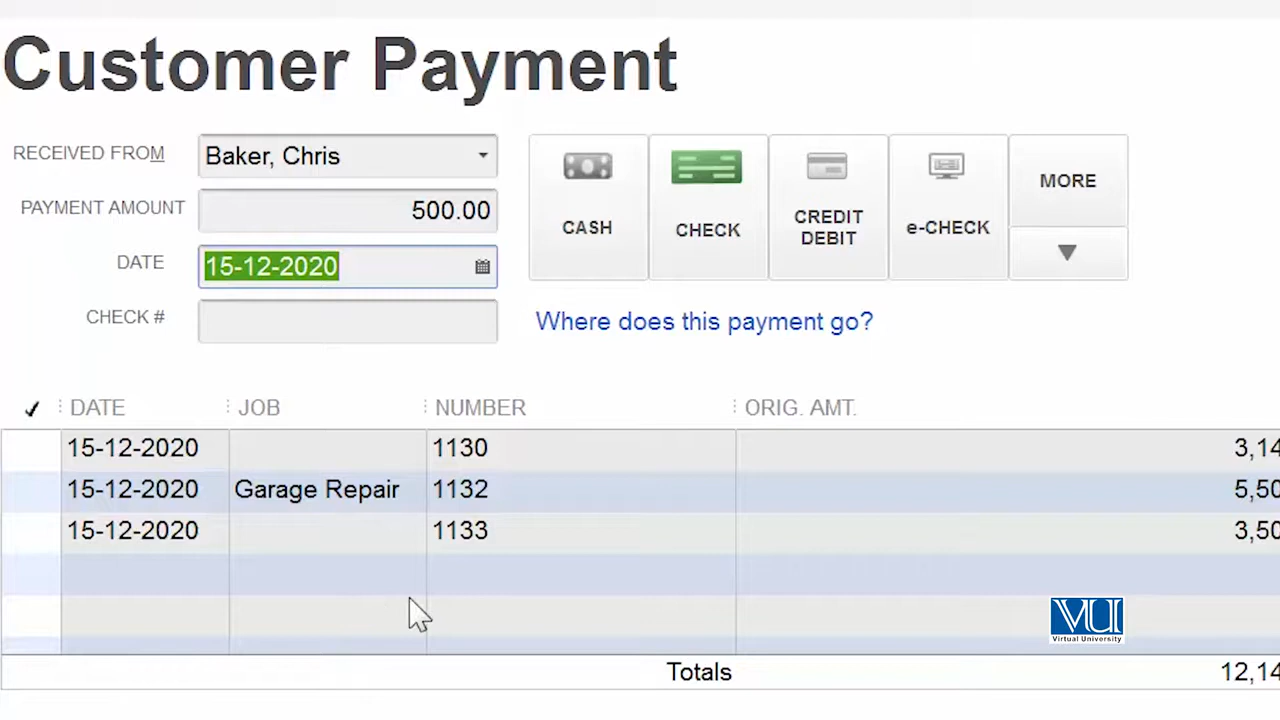 Customer Payment
RECEIVED FROM Baker, Chris
PAYMENT AMOUNT 500.00
DATE 15-12-2020
CHECK #
CASH
CHECK
CREDIT
DEBIT
e-CHECK
MORE
Where does this payment go?
DATE JOB NUMBER ORIG. AMT.
15-12-2020 1130 3,14
15-12-2020 Garage Repair 1132 5,50
15-12-2020 1133 3,50
Totals 12,14
VU
Virtual University